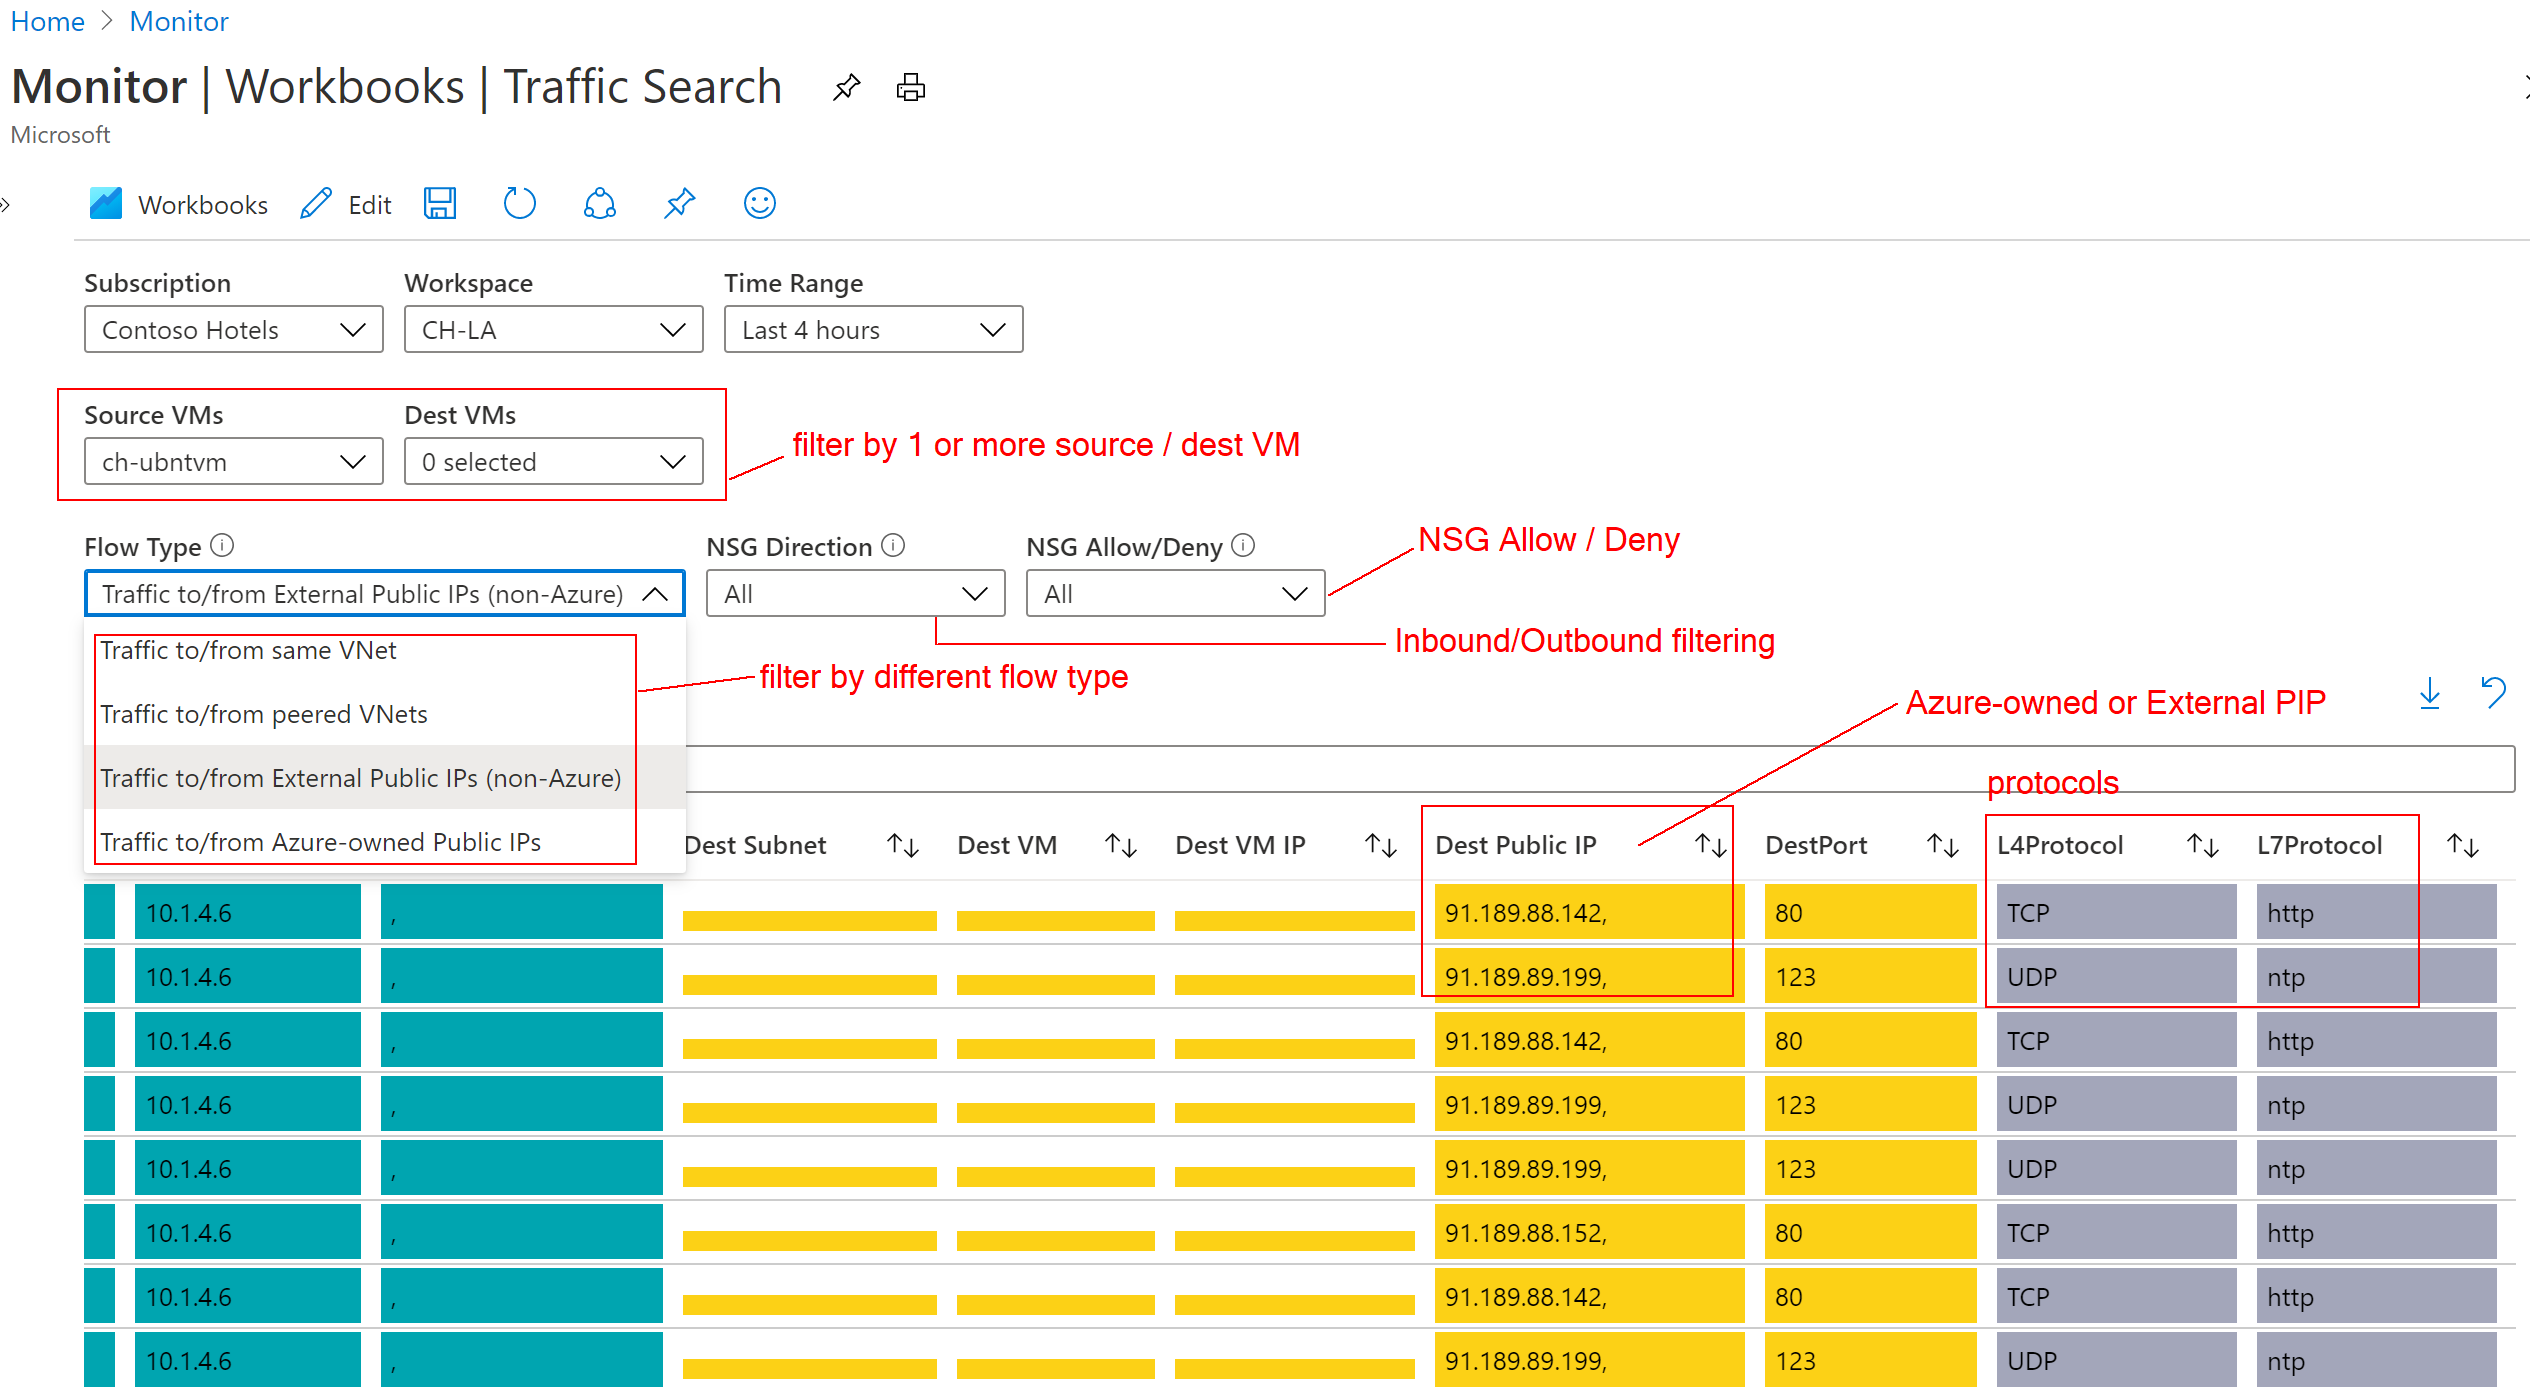 Home > Monitor
Monitor | Workbooks | Traffic Search
Microsoft
Workbooks Edit
Subscription Workspace Time Range
Contoso Hotels CH-LA Last 4 hours
Source VMs Dest VMs
filter by 1 or more source / dest VM
ch-ubntvm 0 selected
Flow Type NSG Direction NSG Allow/Deny
NSG Allow / Deny
Traffic to/from External Public IPs (non-Azure) All All
Inbound/Outbound filtering
Traffic to/from same VNet
filter by different flow type
Traffic to/from peered VNets
Azure-owned or External PIP
Traffic to/from External Public IPs (non-Azure)
protocols
Traffic to/from Azure-owned Public IPs
Dest Subnet Dest VM Dest VM IP Dest Public IP DestPort L4Protocol L7Protocol
10.1.4.6 , 91.189.88.142, 80 TCP http
10.1.4.6 , 91.189.89.199, 123 UDP ntp
10.1.4.6 , 91.189.88.142, 80 TCP http
10.1.4.6 , 91.189.89.199, 123 UDP ntp
10.1.4.6 , 91.189.89.199, 123 UDP ntp
10.1.4.6 , 91.189.88.152, 80 TCP http
10.1.4.6 , 91.189.88.142, 80 TCP http
10.1.4.6 , 91.189.89.199, 123 UDP ntp